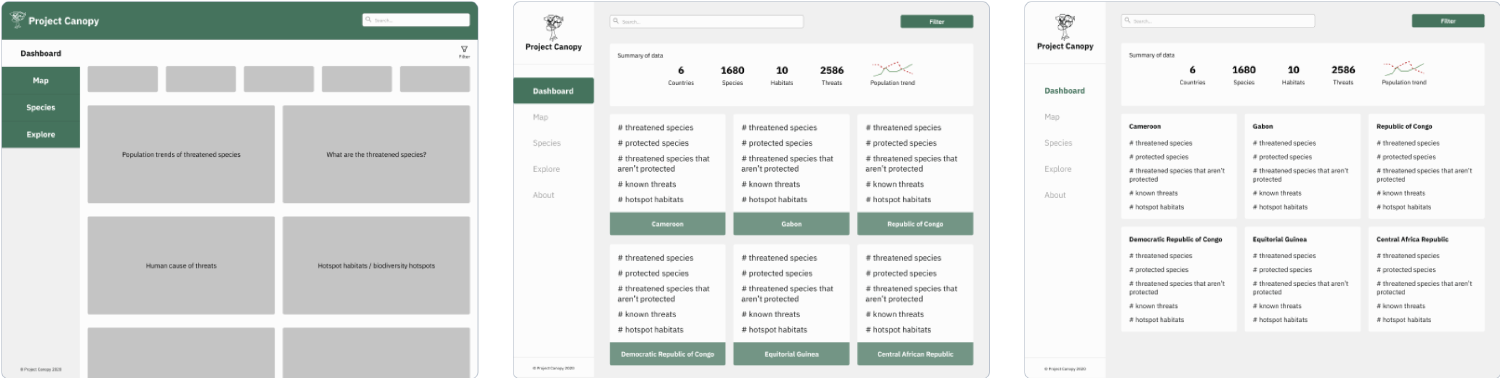 Project Canopy
Search...
Dashboard
Filter
Map
Species
Explore
Population trends of threatened species
What are the threatened species?
Human cause of threats
Hotspot habitats / biodiversity hotspots
© Project Canopy 2020
Project Canopy
Search...
Filter
Dashboard
Map
Species
Explore
About
Summary of data
6
Countries
1680
Species
10
Habitats
2586
Threats
Population trend
# threatened species
# protected species
# threatened species that
aren't protected
# known threats
# hotspot habitats
Cameroon
# threatened species
# protected species
# threatened species that
aren't protected
# known threats
# hotspot habitats
Gabon
# threatened species
# protected species
# threatened species that
aren't protected
# known threats
# hotspot habitats
Republic of Congo
# threatened species
# protected species
# threatened species that
aren't protected
# known threats
# hotspot habitats
Democratic Republic of Congo
# threatened species
# protected species
# threatened species that
aren't protected
# known threats
# hotspot habitats
Equitorial Guinea
# threatened species
# protected species
# threatened species that
aren't protected
# known threats
# hotspot habitats
Central African Republic
© Project Canopy 2020
Project Canopy
Search...
Filter
Dashboard
Map
Species
Explore
About
Summary of data
6
Countries
1680
Species
10
Habitats
2586
Threats
Population trend
Cameroon
# threatened species
# protected species
# threatened species that aren't
protected
# known threats
# hotspot habitats
Gabon
# threatened species
# protected species
# threatened species that aren't
protected
# known threats
# hotspot habitats
Republic of Congo
# threatened species
# protected species
# threatened species that aren't
protected
# known threats
# hotspot habitats
Democratic Republic of Congo
# threatened species
# protected species
# threatened species that aren't
protected
# known threats
# hotspot habitats
Equitorial Guinea
# threatened species
# protected species
# threatened species that aren't
protected
# known threats
# hotspot habitats
Central Africa Republic
# threatened species
# protected species
# threatened species that aren't
protected
# known threats
# hotspot habitats
© Project Canopy 2020